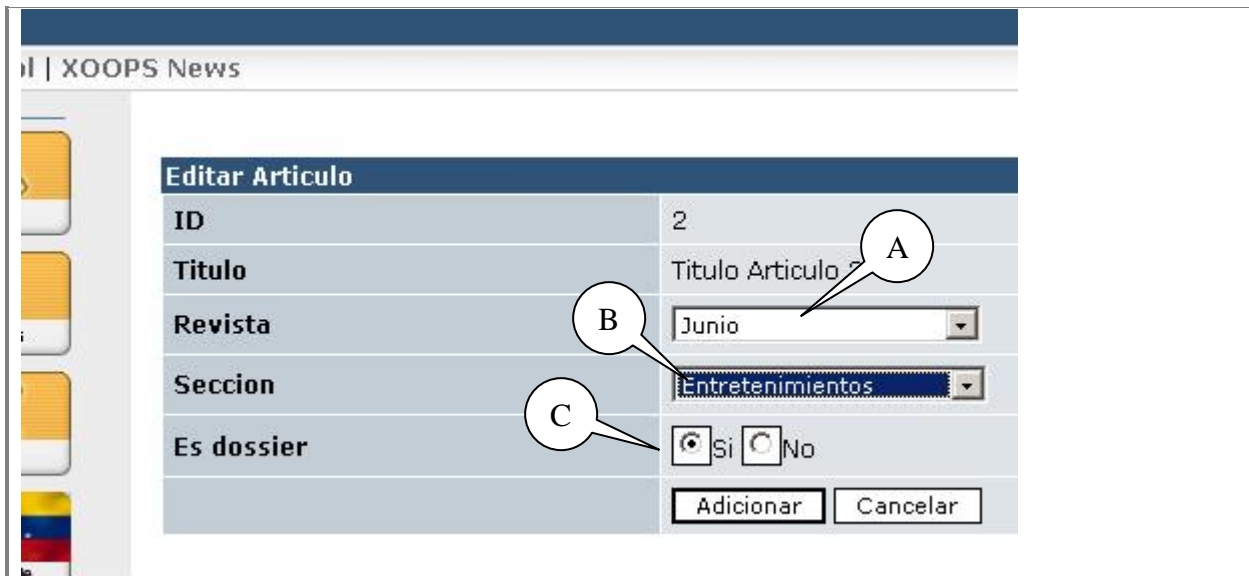 ol | XOOPS News
Editar Articulo
ID 2
Titulo Titulo Articulo 2
A
Revista Junio
B
Seccion Entretenimientos
C
Es dossier Si No
Adicionar Cancelar